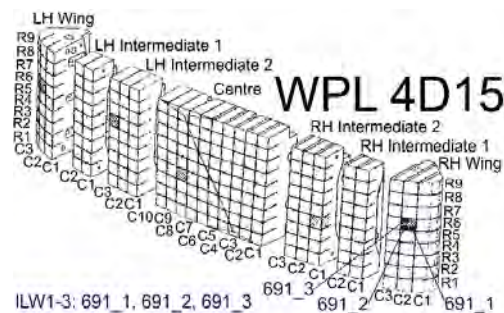 LH Wing
R9
R8
R7
R6
R5
R4
R3
R2
R1
C3
C2
C1
LH Intermediate 1
C2
C1
LH Intermediate 2
C3
C2
C1
Centre
C10
C9
C8
C7
C6
C5
C4
C3
C2
C1
WPL 4D15
RH Intermediate 2
C3
C2
C1
RH Intermediate 1
C2
C1
RH Wing
R9
R8
R7
R6
R5
R4
R3
R2
R1
C3
C2
C1
691_3
691_2
691_1
ILW1-3: 691_1, 691_2, 691_3